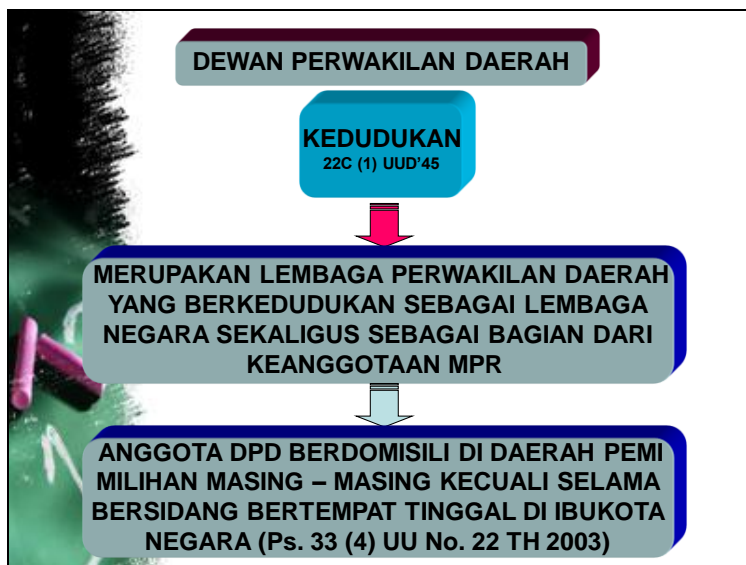 DEWAN PERWAKILAN DAERAH
KEDUDUKAN
22C (1) UUD’45
MERUPAKAN LEMBAGA PERWAKILAN DAERAH
YANG BERKEDUDUKAN SEBAGAI LEMBAGA
NEGARA SEKALIGUS SEBAGAI BAGIAN DARI
KEANGGOTAAN MPR
ANGGOTA DPD BERDOMISILI DI DAERAH PEMI
MILIHAN MASING – MASING KECUALI SELAMA
BERSIDANG BERTEMPAT TINGGAL DI IBUKOTA
NEGARA (Ps. 33 (4) UU No. 22 TH 2003)